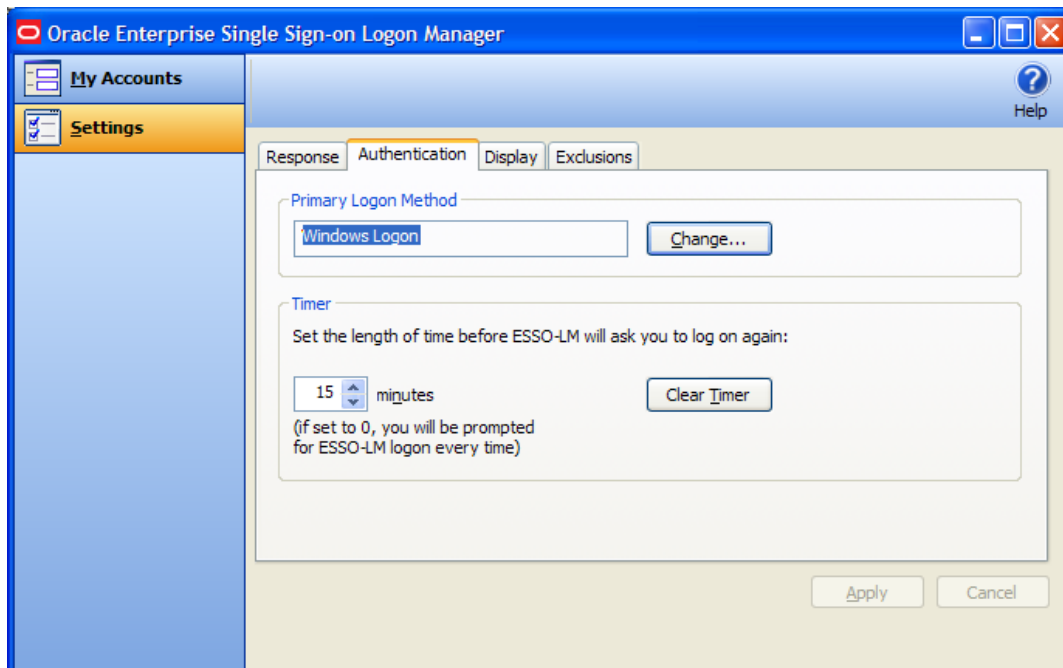 Oracle Enterprise Single Sign-on Logon Manager
My Accounts
Settings
Help
Response Authentication Display Exclusions
Primary Logon Method
Windows Logon Change...
Timer
Set the length of time before ESSO-LM will ask you to log on again:
15 minutes Clear Timer
(if set to 0, you will be prompted
for ESSO-LM logon every time)
Apply Cancel